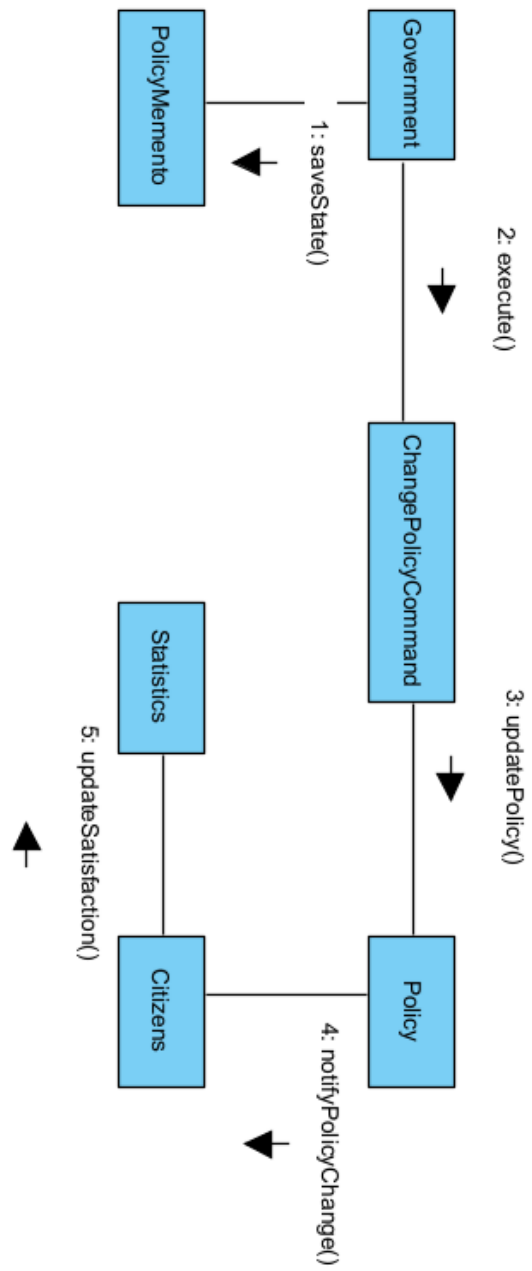 Government
1: saveState()
PolicyMemento
2: execute()
ChangePolicyCommand
3: updatePolicy()
Policy
4: notifyPolicyChange()
Citizens
5: updateSatisfaction()
Statistics